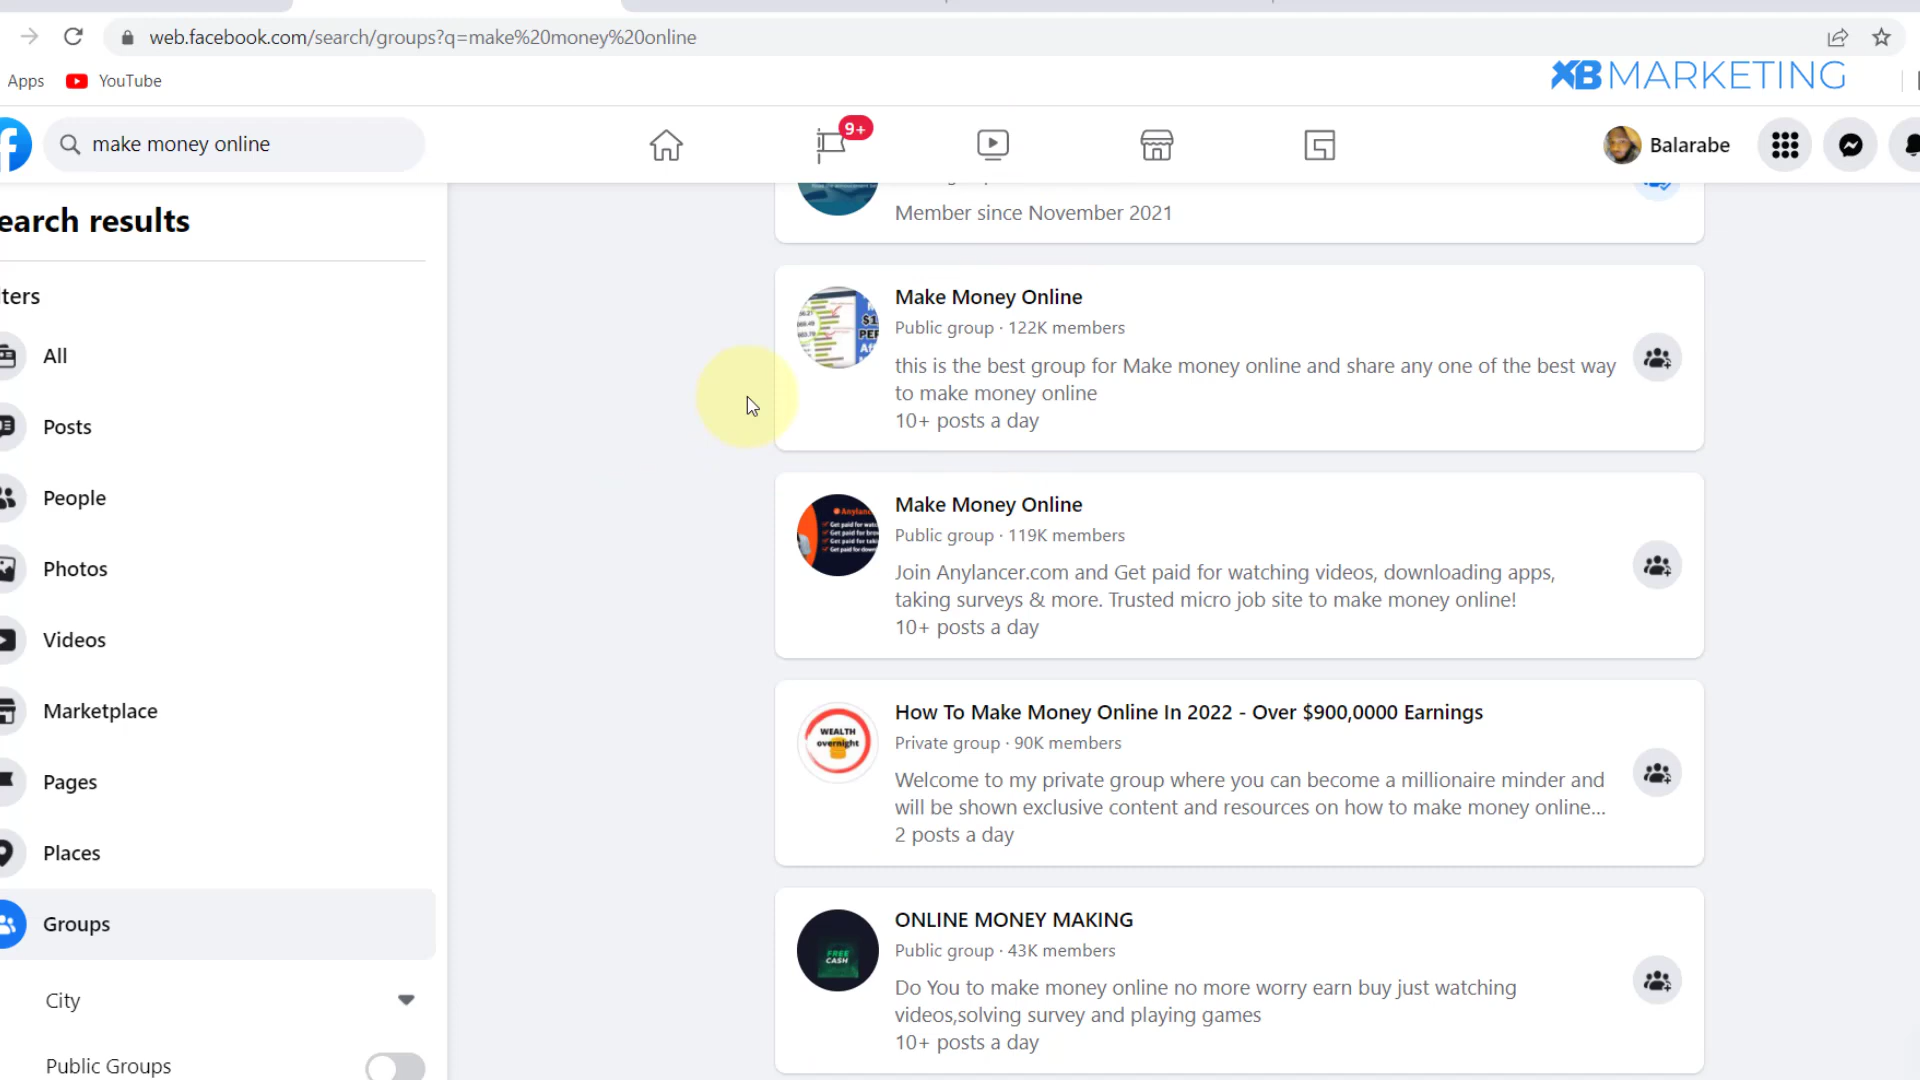 web.facebook.com/search/groups?q=make%20money%20online
Apps
YouTube
XB MARKETING
make money online
9+
Balarabe
earch results
Member since November 2021
lters
All
Posts
People
Photos
Videos
Marketplace
Pages
Places
Groups
City
Public Groups
Make Money Online
Public group · 122K members
this is the best group for Make money online and share any one of the best way
to make money online
10+ posts a day
Make Money Online
Public group · 119K members
Join Anylancer.com and Get paid for watching videos, downloading apps,
taking surveys & more. Trusted micro job site to make money online!
10+ posts a day
WEALTH
overnight
How To Make Money Online In 2022 - Over $900,0000 Earnings
Private group · 90K members
Welcome to my private group where you can become a millionaire minder and
will be shown exclusive content and resources on how to make money online...
2 posts a day
FREE
CASH
ONLINE MONEY MAKING
Public group · 43K members
Do You to make money online no more worry earn buy just watching
videos,solving survey and playing games
10+ posts a day